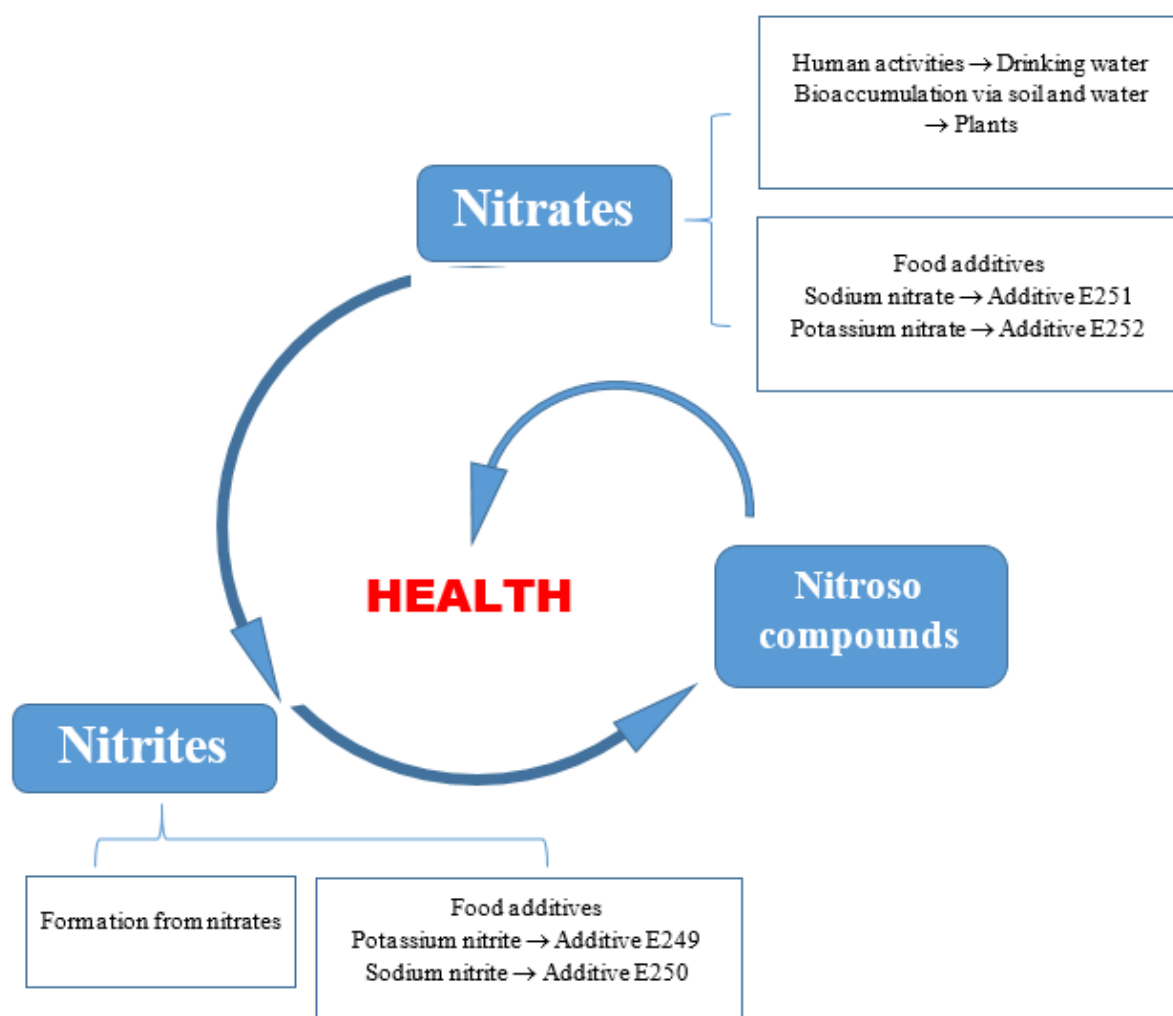 Human activities → Drinking water
Bioaccumulation via soil and water
→ Plants
Nitrates
Food additives
Sodium nitrate → Additive E251
Potassium nitrate → Additive E252
HEALTH
Nitroso
compounds
Nitrites
Formation from nitrates
Food additives
Potassium nitrite → Additive E249
Sodium nitrite → Additive E250